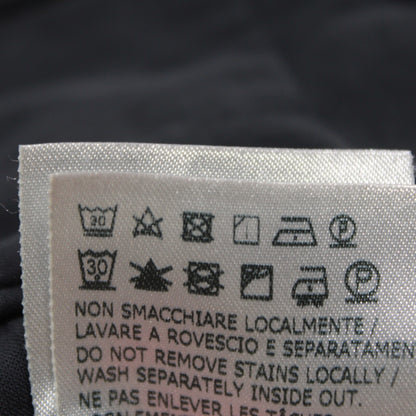 30
P
30
P
NON SMACCHIARE LOCALMENTE /
LAVARE A ROVESCIO E SEPARATAMEN
DO NOT REMOVE STAINS LOCALLY /
WASH SEPARATELY INSIDE OUT.
NE PAS ENLEVER LES